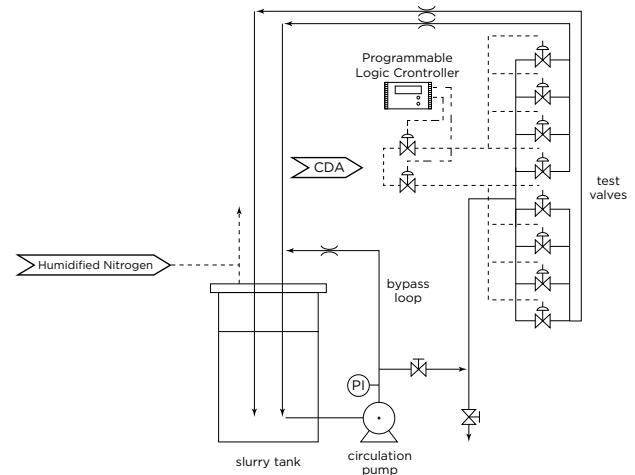 Programmable
Logic Crontroller
CDA
test
valves
Humidified Nitrogen
bypass
loop
PI
slurry tank
circulation
pump